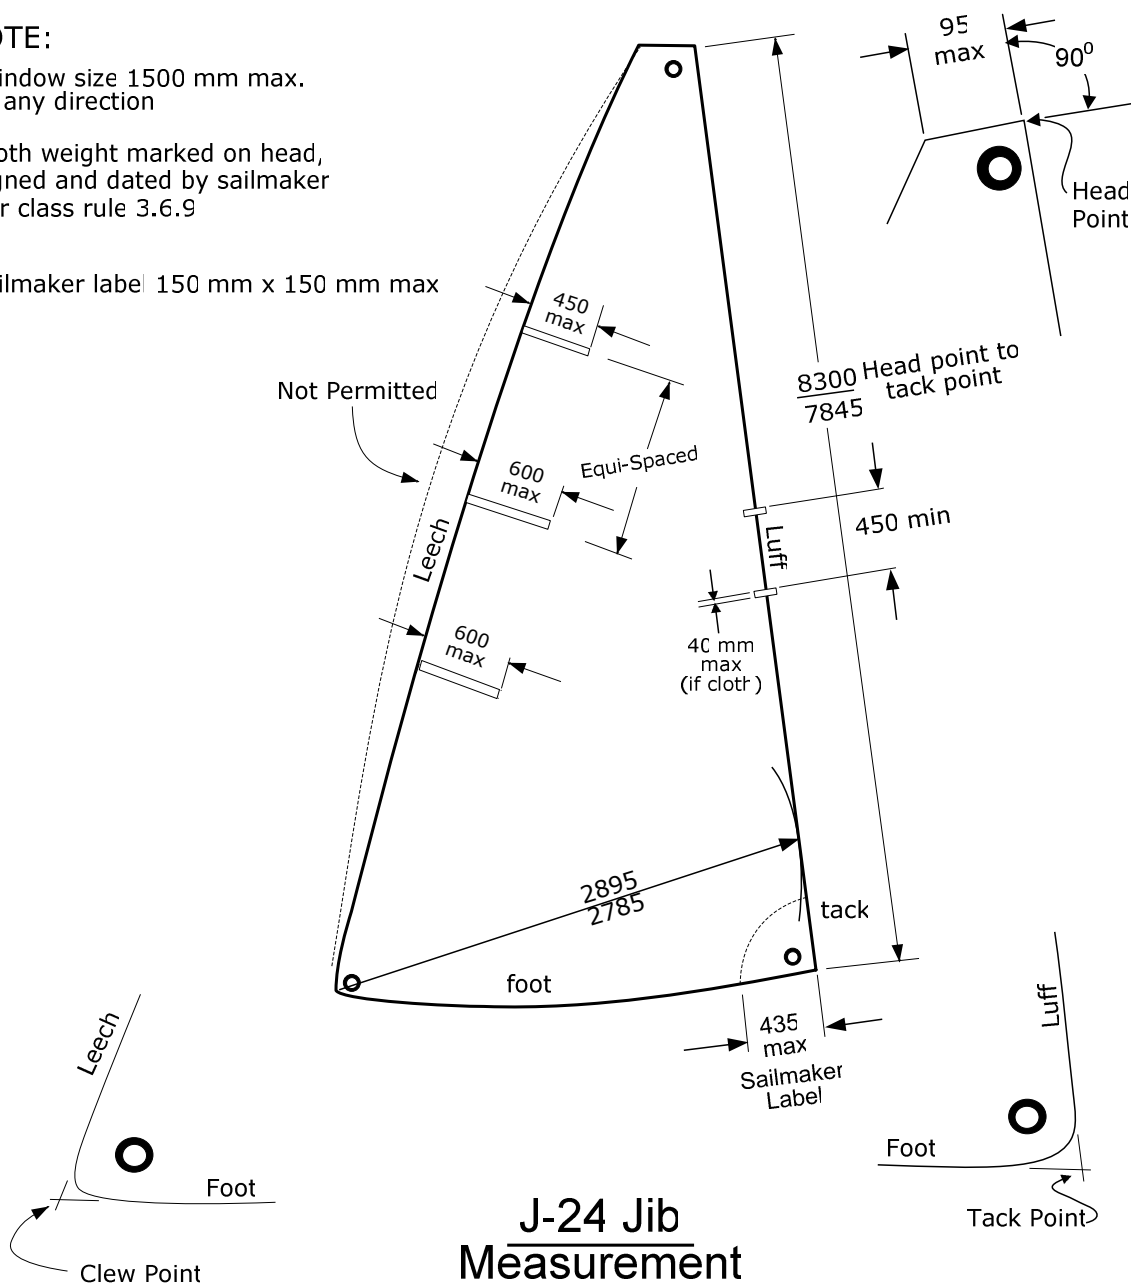 OTE:
indow size 1500 mm max.
any direction
oth weight marked on head,
gned and dated by sailmaker
r class rule 3.6.9
ilmaker label 150 mm x 150 mm max
95
max
90⁰
Head
Point
450
max
Not Permitted
8300 Head point to
7845 tack point
600
max
Equi-Spaced
450 min
Leech
Luff
600
max
40 mm
max
(if cloth)
2895
2785
tack
foot
435
max
Sailmaker
Label
Leech
Foot
Clew Point
Luff
Foot
Tack Point
J-24 Jib
Measurement